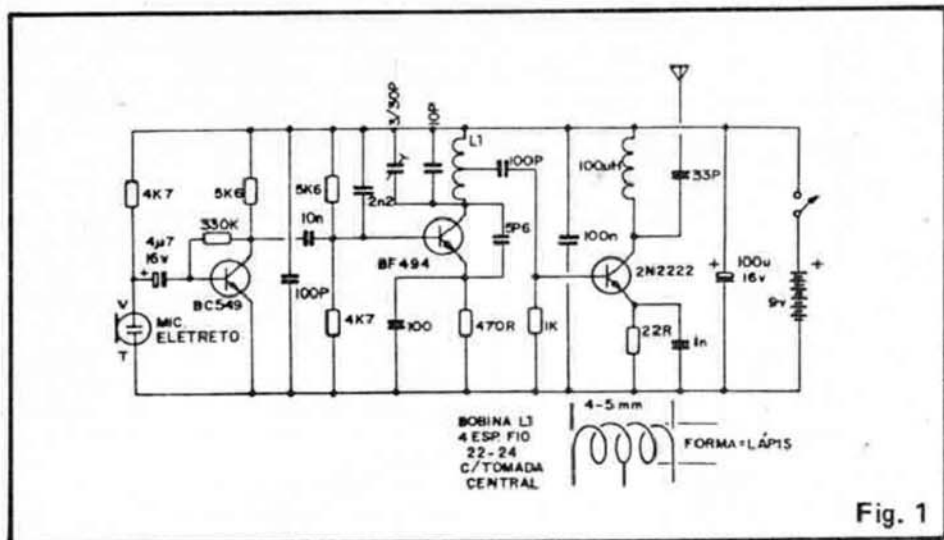 3/30P
10P
L1
4K7
5K6
5K6
100P
100µH
33P
330K
10n
2n2
4µ7
16v
+
5P6
100n
BF494
2N2222
+
100u
16v
+
9v
BC549
100P
V
MIC.
ELETRETO
T
4K7
100
470R
1K
22R
1n
4-5mm
BOBINA L1
4 ESP. FIO
22-24
C/TOMADA
CENTRAL
FORMA=LÁPIS
Fig. 1